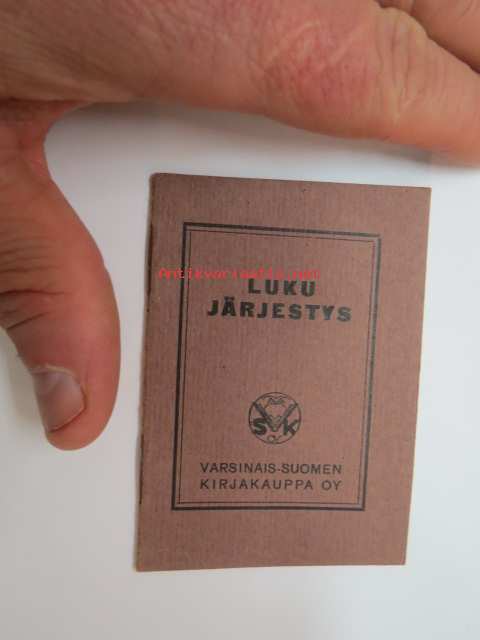 Antikvariaatti.net
LUKU
JÄRJESTYS
SVK
OY
VARSINAIS-SUOMEN
KIRJAKAUPPA OY